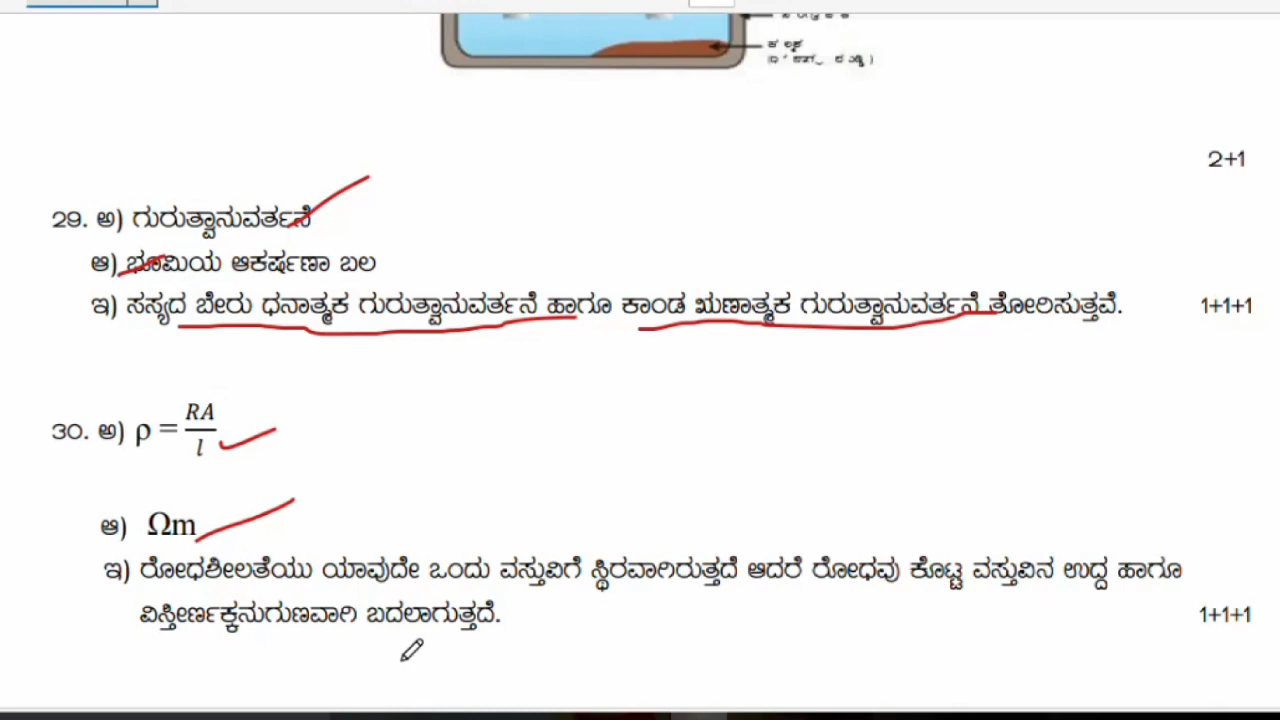 2+1
29. ಅ) ಗುರುತ್ವಾನುವರ್ತನೆ
ಆ) ಭೂಮಿಯ ಆಕರ್ಷಣಾ ಬಲ
ಇ) ಸಸ್ಯದ ಬೇರು ಧನಾತ್ಮಕ ಗುರುತ್ವಾನುವರ್ತನೆ ಹಾಗೂ ಕಾಂಡ ಋಣಾತ್ಮಕ ಗುರುತ್ವಾನುವರ್ತನೆ ತೋರಿಸುತ್ತವೆ. 1+1+1
30. ಅ) ρ = RA/l
ಆ) Ωm
ಇ) ರೋಧಶೀಲತೆಯು ಯಾವುದೇ ಒಂದು ವಸ್ತುವಿಗೆ ಸ್ಥಿರವಾಗಿರುತ್ತದೆ ಆದರೆ ರೋಧವು ಕೊಟ್ಟ ವಸ್ತುವಿನ ಉದ್ದ ಹಾಗೂ
ವಿಸ್ತೀರ್ಣಕ್ಕನುಗುಣವಾಗಿ ಬದಲಾಗುತ್ತದೆ. 1+1+1